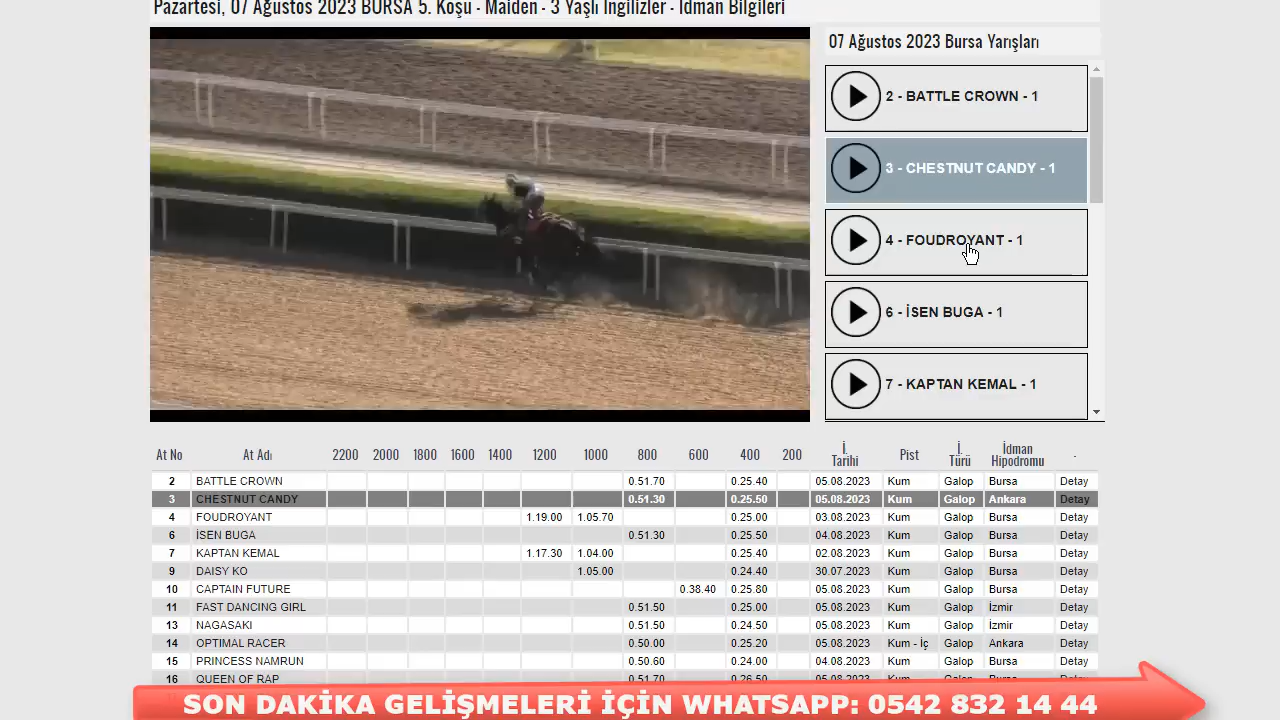 Pazartesi, 07 Ağustos 2023 BURSA 5. Koşu - Maiden - 3 Yaşlı İngilizler - İdman Bilgileri
07 Ağustos 2023 Bursa Yarışları
2 - BATTLE CROWN - 1
3 - CHESTNUT CANDY - 1
4 - FOUDROYANT - 1
6 - İSEN BUGA - 1
7 - KAPTAN KEMAL - 1
At No At Adı 2200 2000 1800 1600 1400 1200 1000 800 600 400 200 İ. Tarihi Pist İ. Türü İdman Hipodromu .
2 BATTLE CROWN 0.51.70 0.25.40 05.08.2023 Kum Galop Bursa Detay
3 CHESTNUT CANDY 0.51.30 0.25.50 05.08.2023 Kum Galop Ankara Detay
4 FOUDROYANT 1.19.00 1.05.70 0.25.00 03.08.2023 Kum Galop Bursa Detay
6 İSEN BUGA 0.51.30 0.25.50 04.08.2023 Kum Galop Bursa Detay
7 KAPTAN KEMAL 1.17.30 1.04.00 0.25.40 02.08.2023 Kum Galop Bursa Detay
9 DAISY KO 1.05.00 0.24.40 30.07.2023 Kum Galop Bursa Detay
10 CAPTAIN FUTURE 0.38.40 0.25.80 05.08.2023 Kum Galop Bursa Detay
11 FAST DANCING GIRL 0.51.50 0.25.00 05.08.2023 Kum Galop İzmir Detay
13 NAGASAKI 0.51.50 0.24.50 05.08.2023 Kum Galop İzmir Detay
14 OPTIMAL RACER 0.50.00 0.25.20 05.08.2023 Kum - İç Galop Ankara Detay
15 PRINCESS NAMRUN 0.50.60 0.24.00 04.08.2023 Kum Galop Bursa Detay
16 QUEEN OF RAP 0.51.70 0.26.50 05.08.2023 Kum Galop Bursa Detay
SON DAKİKA GELİŞMELERİ İÇİN WHATSAPP: 0542 832 14 44